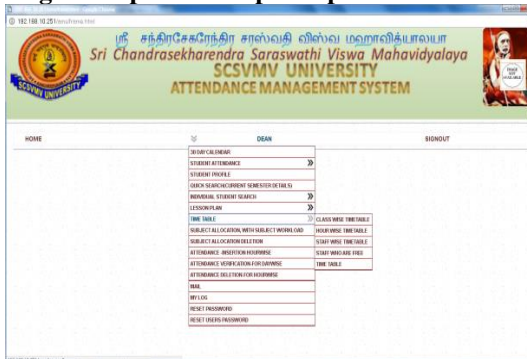 192.168.10.25
ஸ்ரீ சந்திரசேகரேந்திர சரஸ்வதி விஸ்வ மஹாவித்யாலயா
Sri Chandrasekharendra Saraswathi Viswa Mahavidyalaya
SCSVMV UNIVERSITY
ATTENDANCE MANAGEMENT SYSTEM
SCSVMV UNIVERSITY
HOME DEAN SIGNOUT
30 DAY CALENDAR
STUDENT ATTENDANCE
STUDENT PROFILE
QUICK SEARCH(CURRENT SEMESTER DETAILS)
INDIVIDUAL STUDENT SEARCH
LESSON PLAN
TIME TABLE CLASS WISE TIMETABLE
SUBJECT ALLOCATION, WITH SUBJECT WORKLOAD HOUR WISE TIMETABLE
SUBJECT ALLOCATION DELETION STAFF WISE TIMETABLE
ATTENDANCE -INSERTION HOURWISE STAFF WHO ARE FREE
ATTENDANCE VERIFICATION-FOR DAYWISE TIME TABLE
ATTENDANCE DELETION FOR HOURWISE
MAIL
MY LOG
RESET PASSWORD
RESET USERS PASSWORD